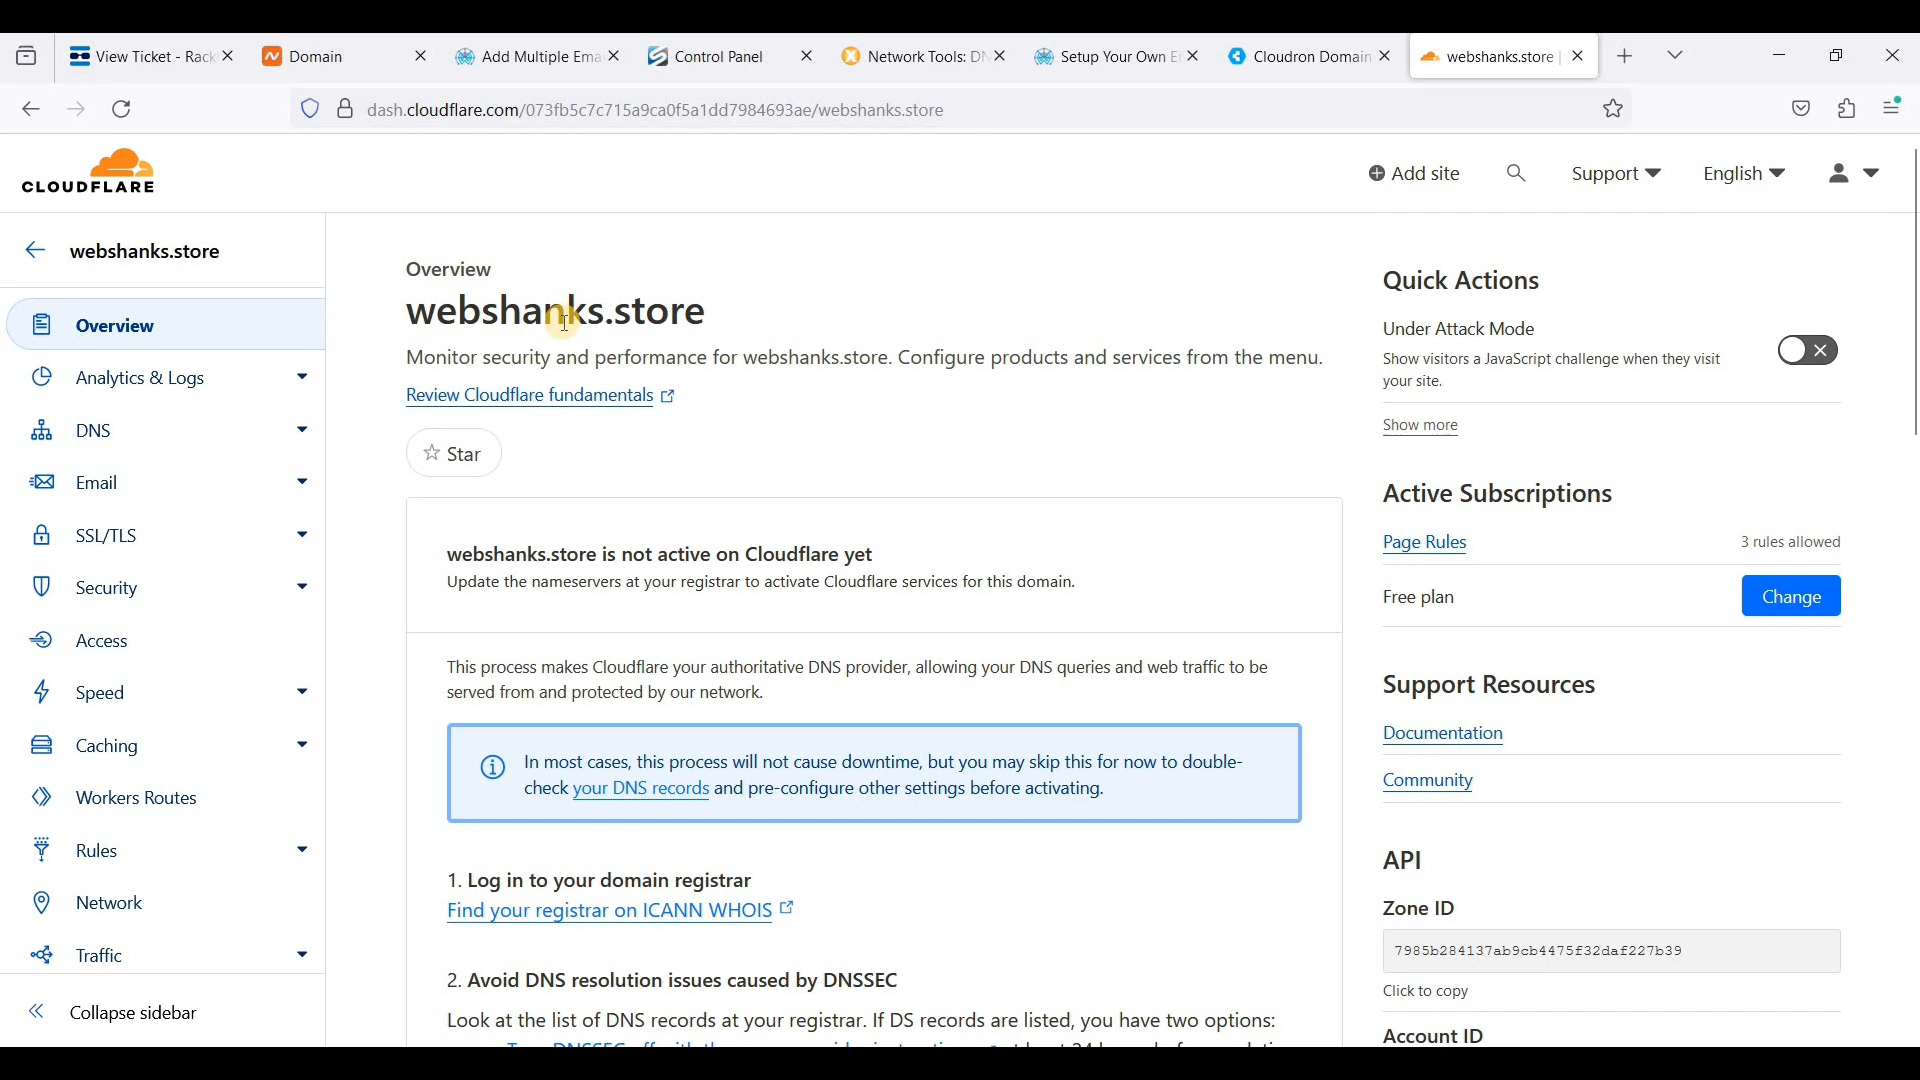 View Ticket - Rack
Domain
Add Multiple Ema
Control Panel
Network Tools: DN
Setup Your Own E
Cloudron Domain
webshanks.store |
dash.cloudflare.com/073fb5c7c715a9ca0f5a1dd7984693ae/webshanks.store
CLOUDFLARE
Add site
Support
English
webshanks.store
Overview
Analytics & Logs
DNS
Email
SSL/TLS
Security
Access
Speed
Caching
Workers Routes
Rules
Network
Traffic
Collapse sidebar
Overview
webshanks.store
Monitor security and performance for webshanks.store. Configure products and services from the menu.
Review Cloudflare fundamentals
Star
webshanks.store is not active on Cloudflare yet
Update the nameservers at your registrar to activate Cloudflare services for this domain.
This process makes Cloudflare your authoritative DNS provider, allowing your DNS queries and web traffic to be
served from and protected by our network.
In most cases, this process will not cause downtime, but you may skip this for now to double-
check your DNS records and pre-configure other settings before activating.
1. Log in to your domain registrar
Find your registrar on ICANN WHOIS
2. Avoid DNS resolution issues caused by DNSSEC
Look at the list of DNS records at your registrar. If DS records are listed, you have two options:
Quick Actions
Under Attack Mode
Show visitors a JavaScript challenge when they visit
your site.
Show more
Active Subscriptions
Page Rules
3 rules allowed
Free plan
Change
Support Resources
Documentation
Community
API
Zone ID
7985b284137ab9cb4475f32daf227b39
Click to copy
Account ID